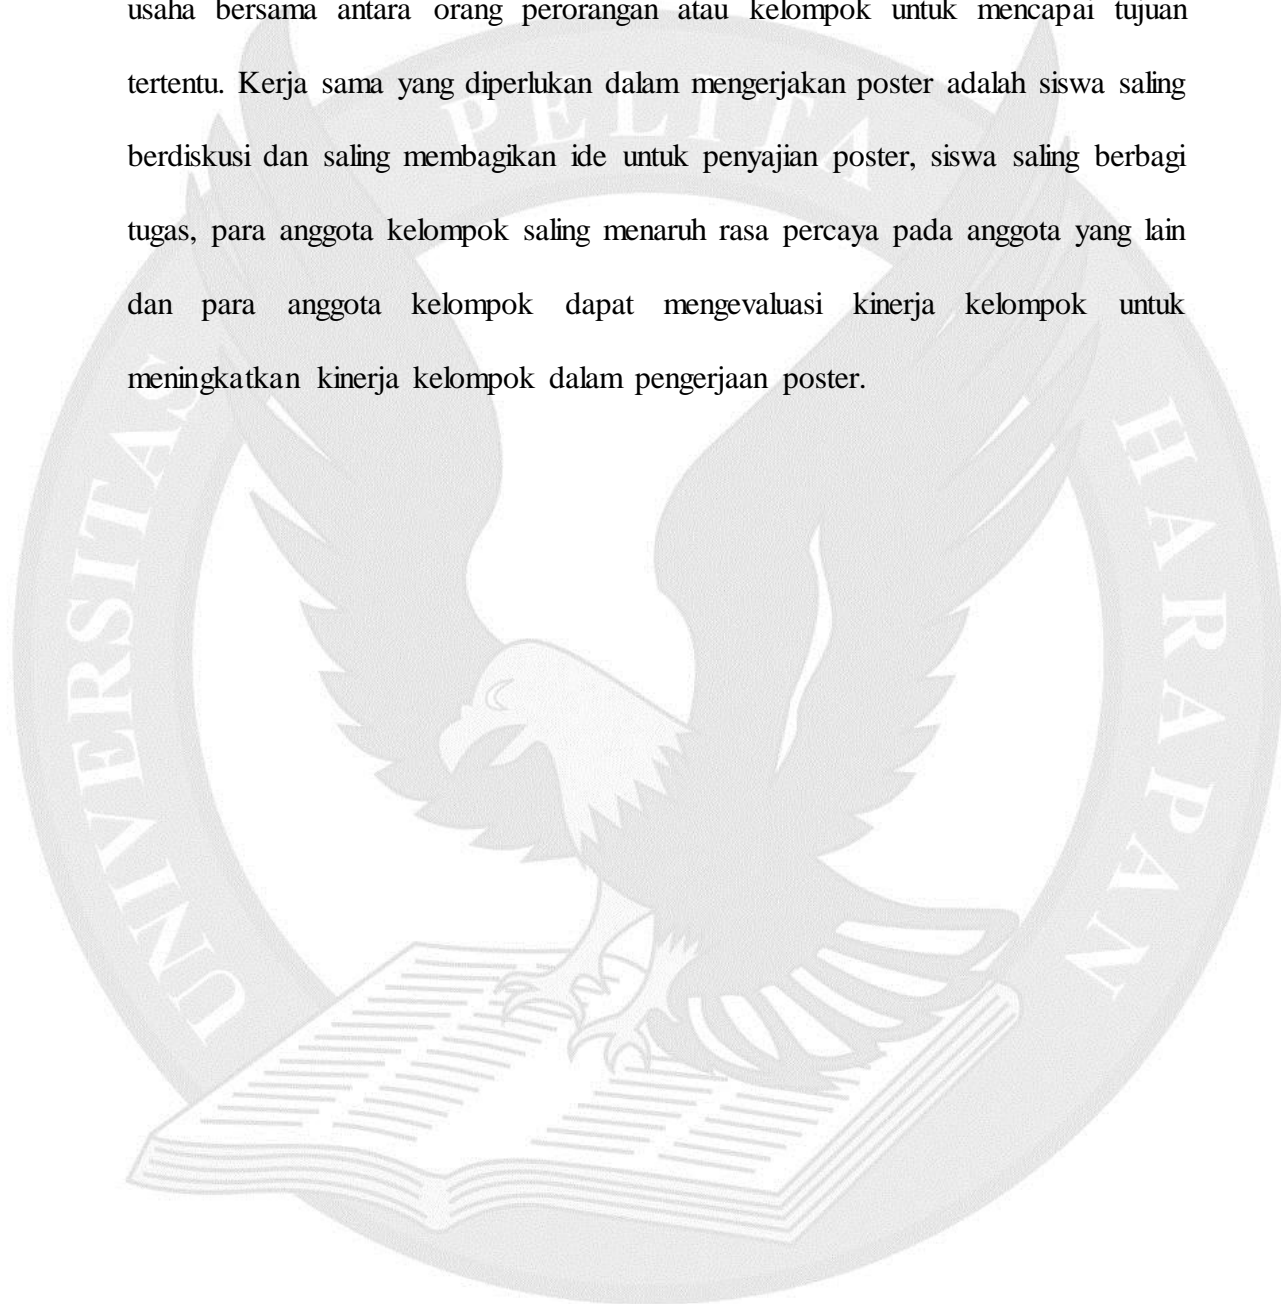 usaha bersama antara orang perorangan atau kelompok untuk mencapai tujuan
tertentu. Kerja sama yang diperlukan dalam mengerjakan poster adalah siswa saling
berdiskusi dan saling membagikan ide untuk penyajian poster, siswa saling berbagi
tugas, para anggota kelompok saling menaruh rasa percaya pada anggota yang lain
dan para anggota kelompok dapat mengevaluasi kinerja kelompok untuk
meningkatkan kinerja kelompok dalam pengerjaan poster.
UNIVERSITAS PELITA HARAPAN